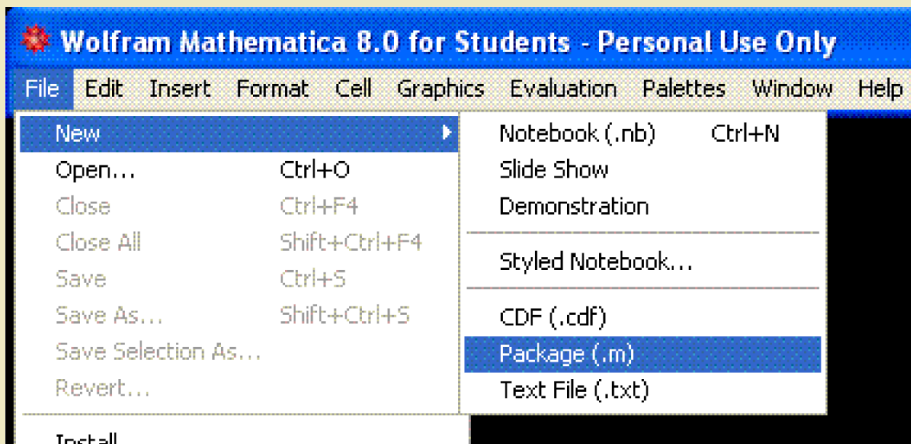 Wolfram Mathematica 8.0 for Students - Personal Use Only
File Edit Insert Format Cell Graphics Evaluation Palettes Window Help
New
Open... Ctrl+O
Close Ctrl+F4
Close All Shift+Ctrl+F4
Save Ctrl+S
Save As... Shift+Ctrl+S
Save Selection As...
Revert...
Install
Notebook (.nb) Ctrl+N
Slide Show
Demonstration
Styled Notebook...
CDF (.cdf)
Package (.m)
Text File (.txt)